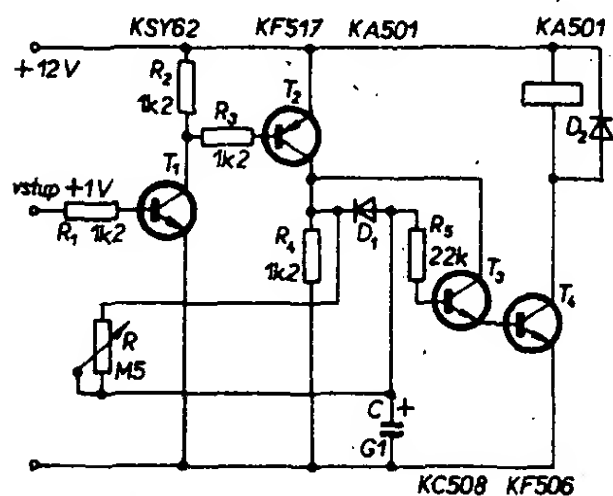 KSY62 KF517 KA501 KA501
+12V
R2
1k2
R3
1k2
T2
D2
T1
vstup +1V
R1 1k2
R4
1k2
D1
R5
22k
T3
T4
R
M5
C +
G1
KC508 KF506